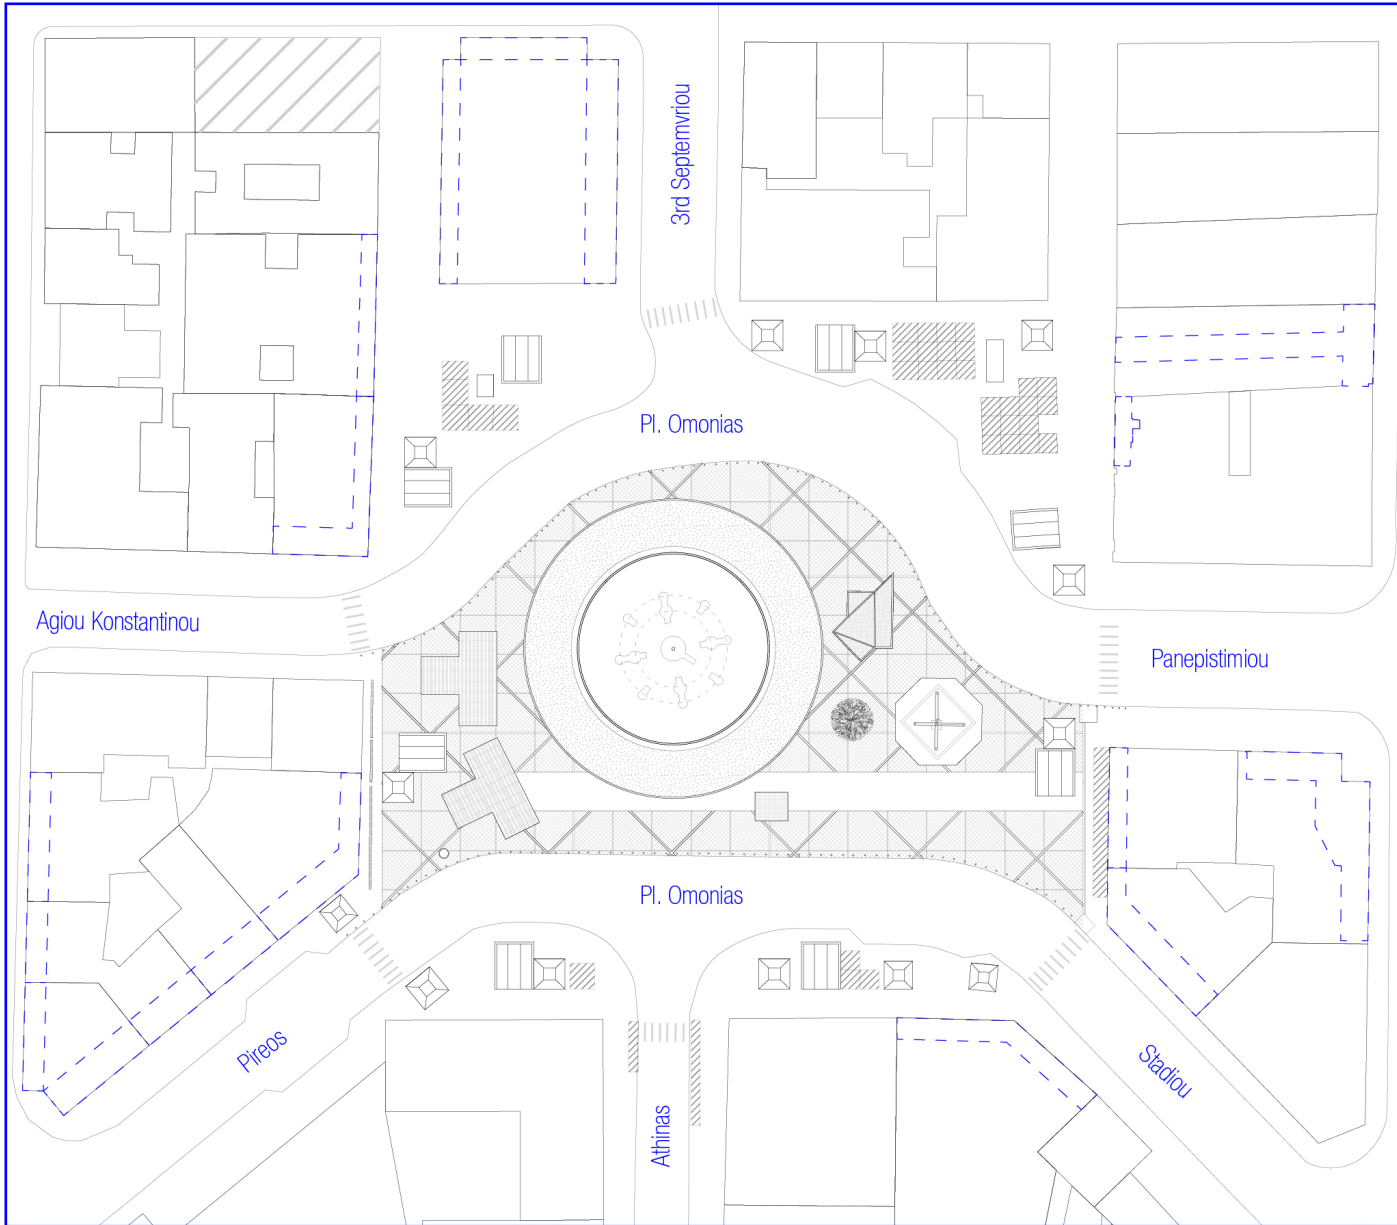 3rd Septemvriou
Pl. Omonias
Agiou Konstantinou
Panepistimiou
Pl. Omonias
Pireos
Stadiou
Athinas